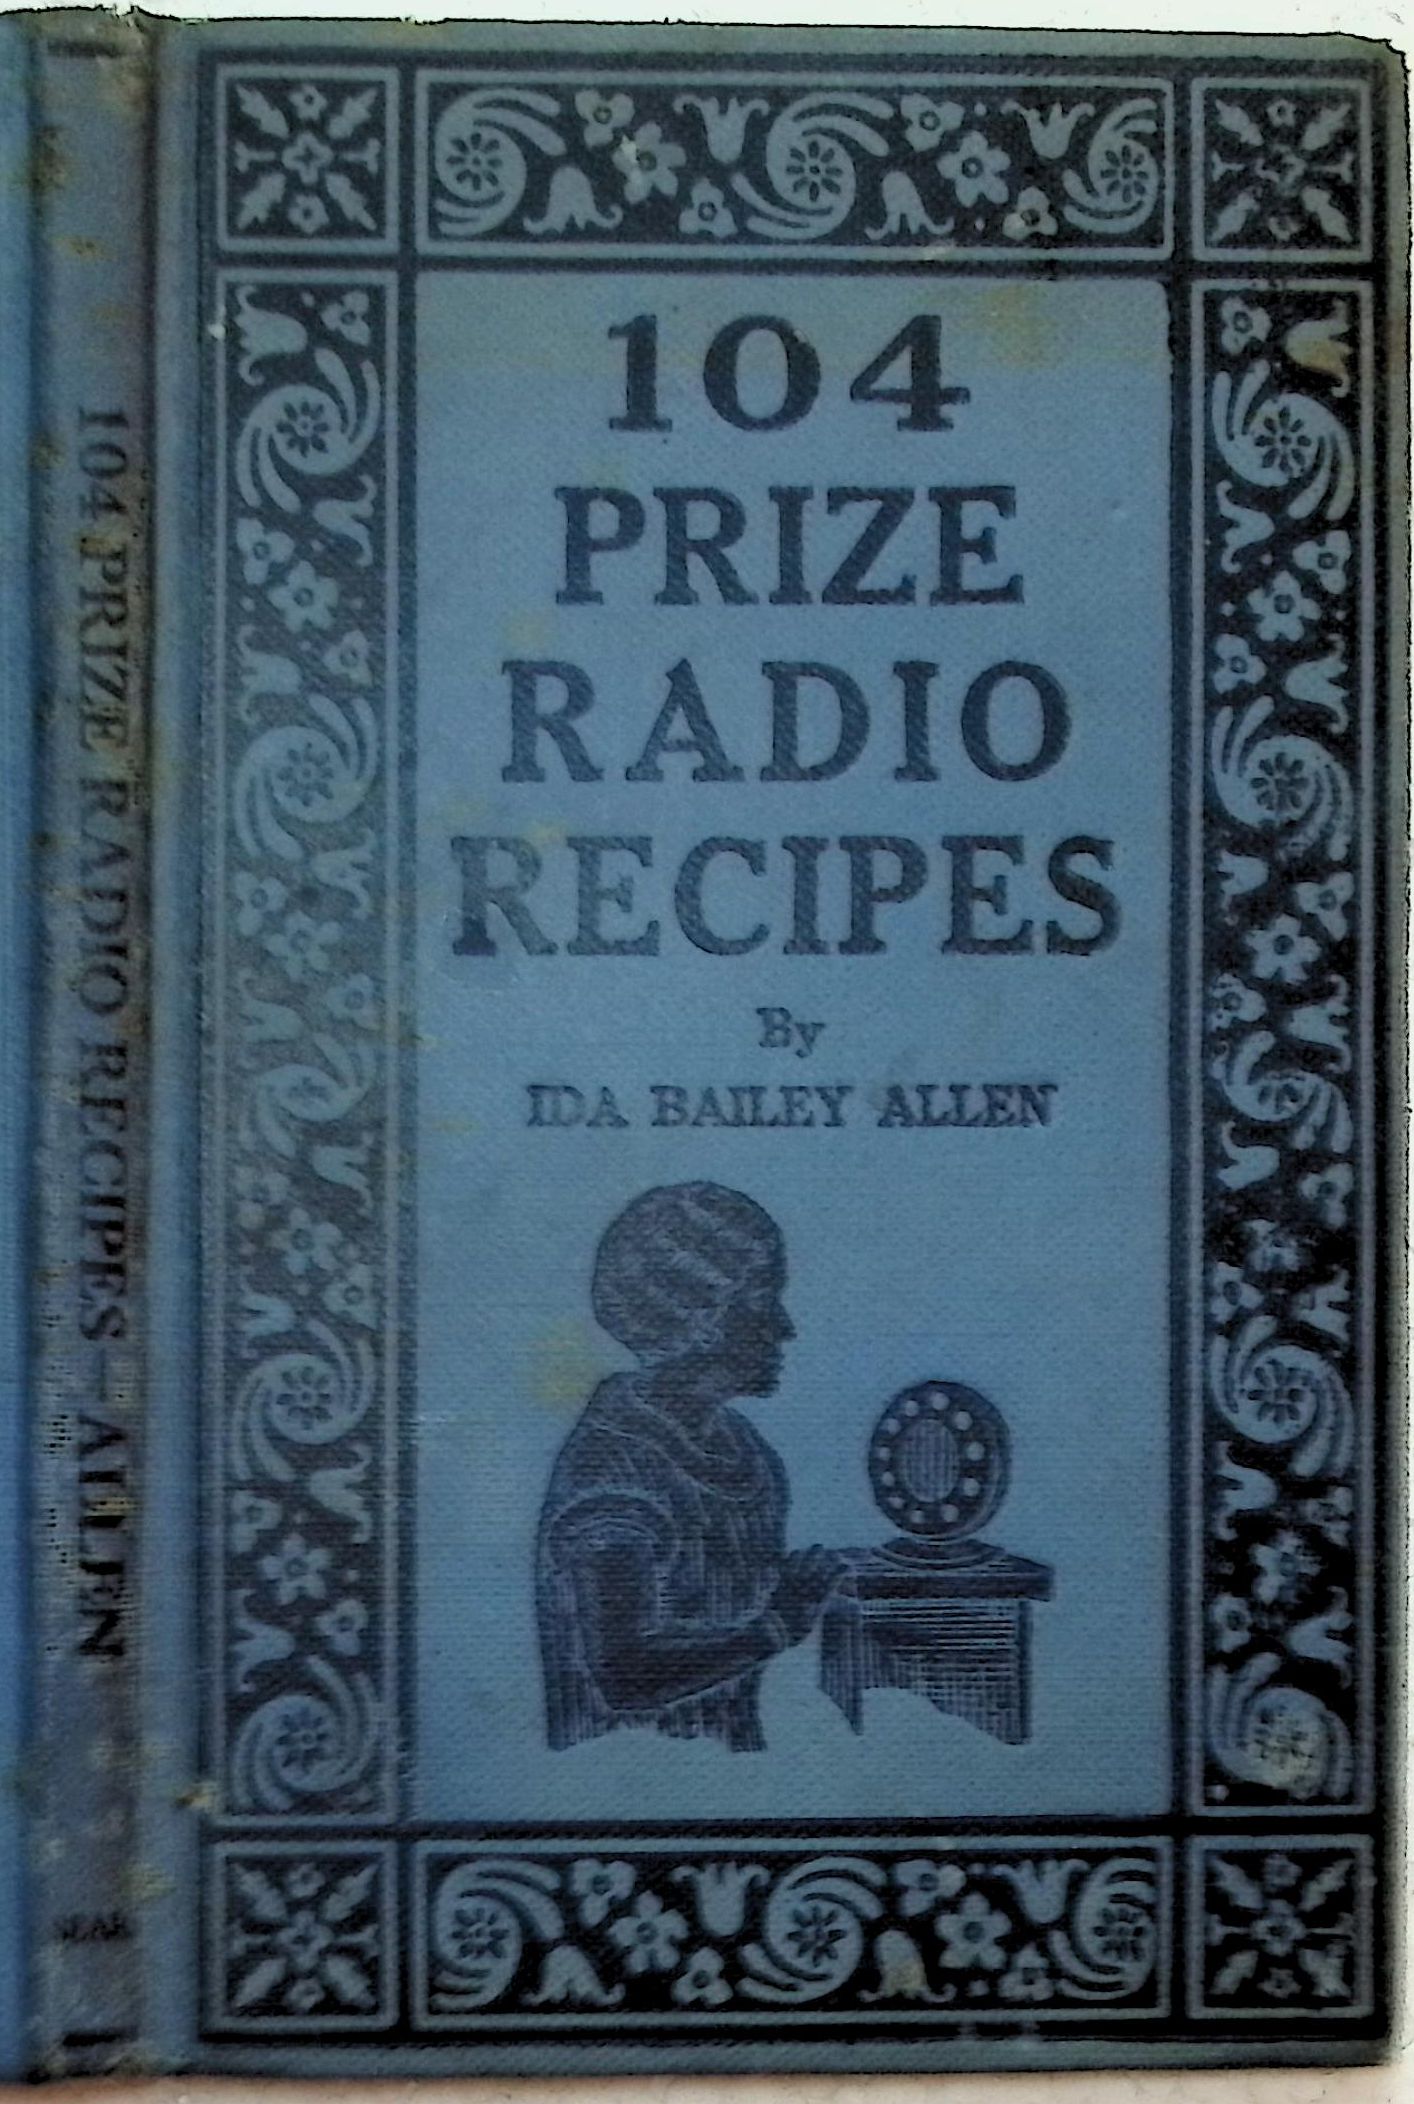 104
PRIZE
RADIO
RECIPES
By
IDA BAILEY ALLEN
104 PRIZE RADIO RECIPES — ALLEN